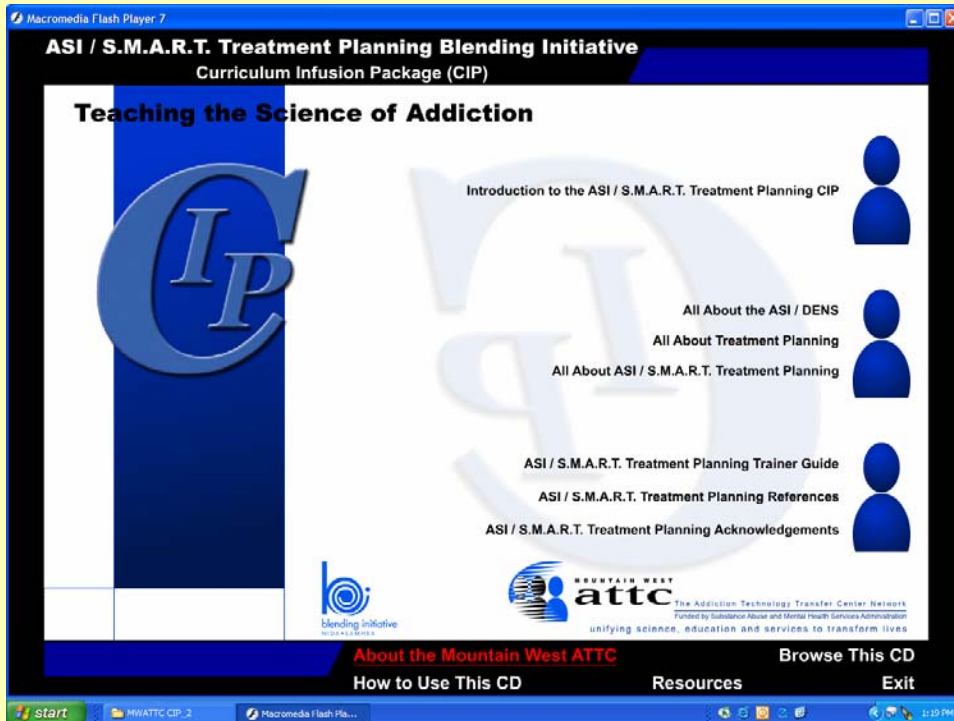 Macromedia Flash Player 7
ASI / S.M.A.R.T. Treatment Planning Blending Initiative
Curriculum Infusion Package (CIP)
Teaching the Science of Addiction
CIP
CIP
Introduction to the ASI / S.M.A.R.T. Treatment Planning CIP
All About the ASI / DENS
All About Treatment Planning
All About ASI / S.M.A.R.T. Treatment Planning
ASI / S.M.A.R.T. Treatment Planning Trainer Guide
ASI / S.M.A.R.T. Treatment Planning References
ASI / S.M.A.R.T. Treatment Planning Acknowledgements
blending initiative
NIDA•SAMHSA
MOUNTAIN WEST
attc
The Addiction Technology Transfer Center Network
Funded by Substance Abuse and Mental Health Services Administration
unifying science, education and services to transform lives
About the Mountain West ATTC
Browse This CD
How to Use This CD
Resources
Exit
start
MWATTC CIP_2
Macromedia Flash Pla...
1:19 PM